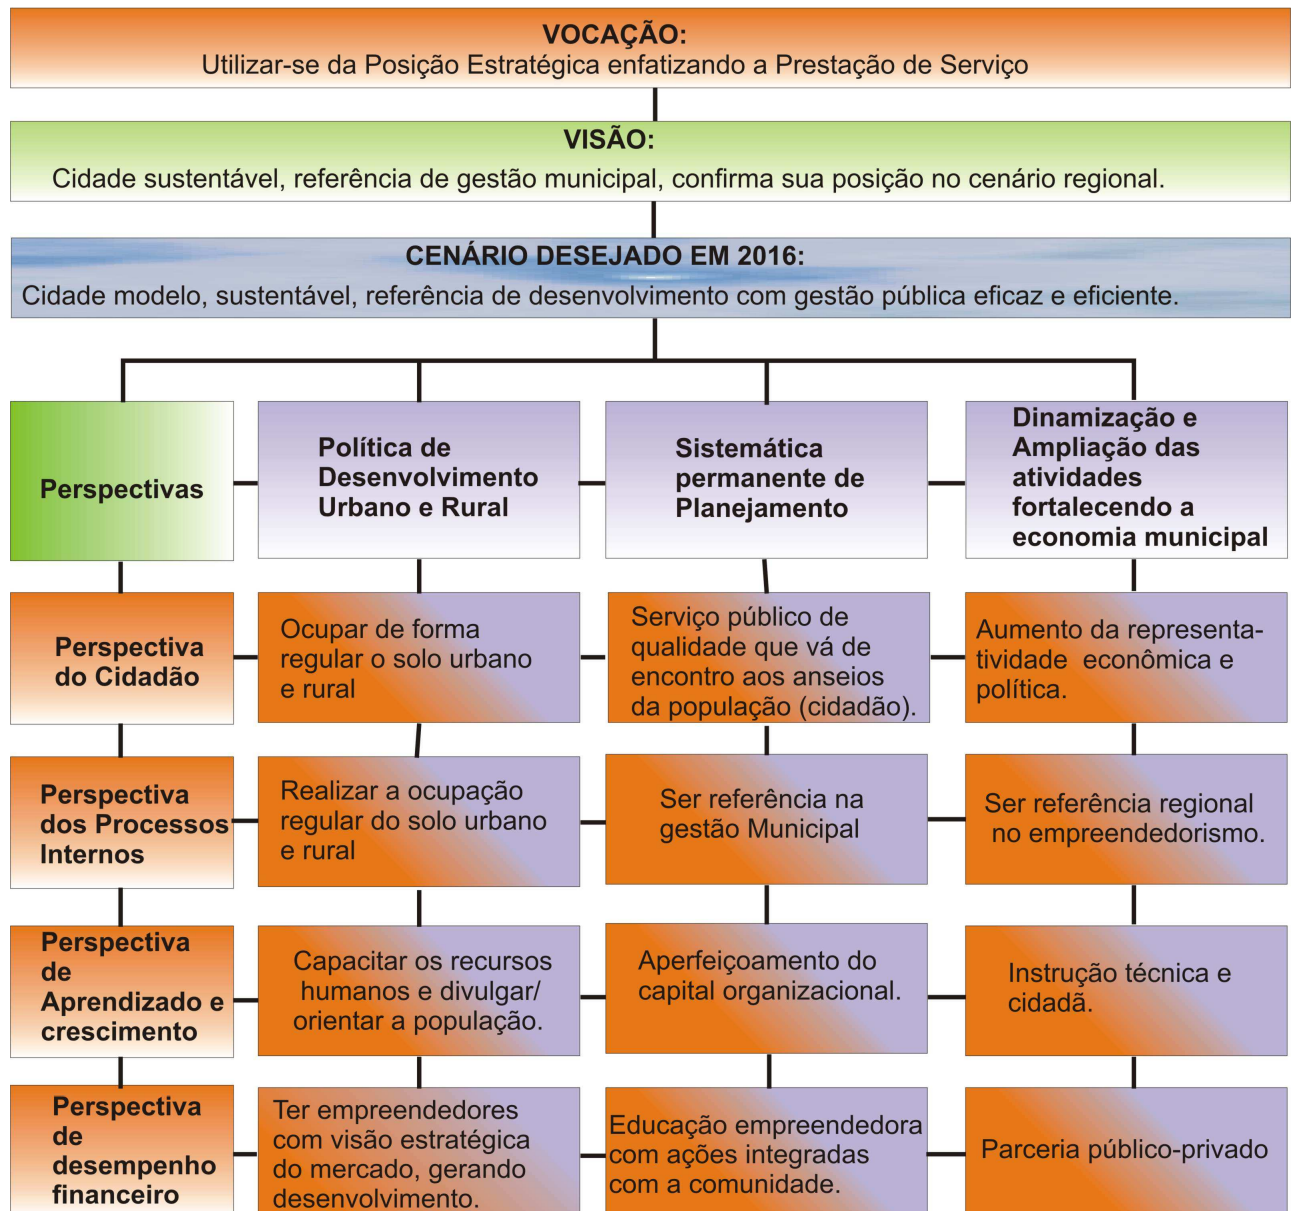 VOCAÇÃO:
Utilizar-se da Posição Estratégica enfatizando a Prestação de Serviço
VISÃO:
Cidade sustentável, referência de gestão municipal, confirma sua posição no cenário regional.
CENÁRIO DESEJADO EM 2016:
Cidade modelo, sustentável, referência de desenvolvimento com gestão pública eficaz e eficiente.
Perspectivas
Política de
Desenvolvimento
Urbano e Rural
Sistemática
permanente de
Planejamento
Dinamização e
Ampliação das
atividades
fortalecendo a
economia municipal
Perspectiva
do Cidadão
Ocupar de forma
regular o solo urbano
e rural
Serviço público de
qualidade que vá de
encontro aos anseios
da população (cidadão).
Aumento da representa-
tividade econômica e
política.
Perspectiva
dos Processos
Internos
Realizar a ocupação
regular do solo urbano
e rural
Ser referência na
gestão Municipal
Ser referência regional
no empreendedorismo.
Perspectiva
de
Aprendizado e
crescimento
Capacitar os recursos
humanos e divulgar/
orientar a população.
Aperfeiçoamento do
capital organizacional.
Instrução técnica e
cidadã.
Perspectiva
de
desempenho
financeiro
Ter empreendedores
com visão estratégica
do mercado, gerando
desenvolvimento.
Educação empreendedora
com ações integradas
com a comunidade.
Parceria público-privado